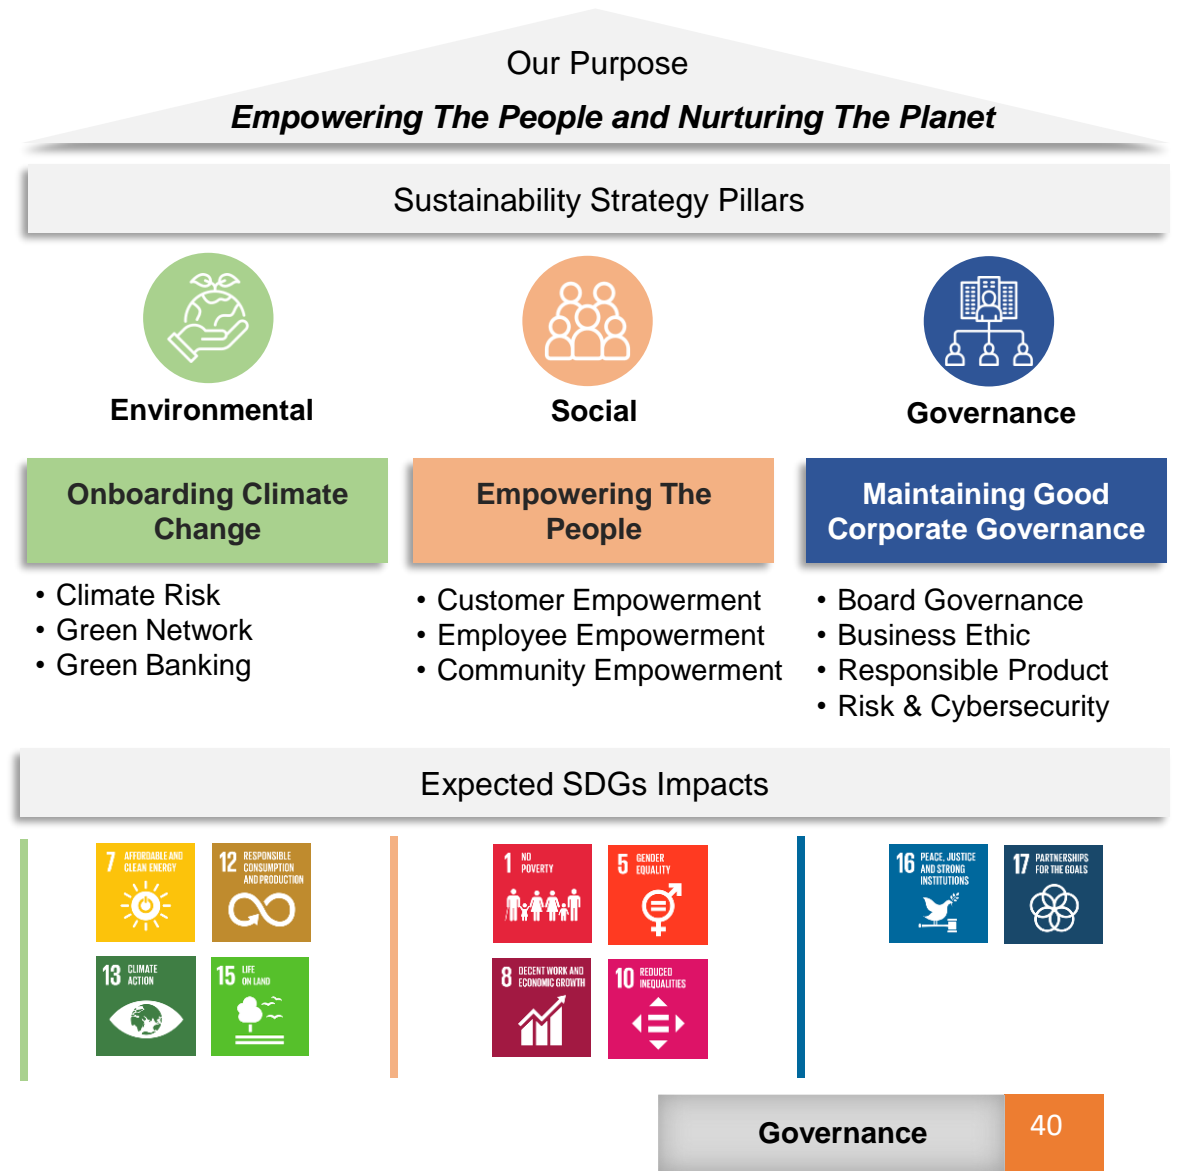 Our Purpose
Empowering The People and Nurturing The Planet
Sustainability Strategy Pillars
Environmental
Social
Governance
Onboarding Climate
Change
Empowering The
People
Maintaining Good
Corporate Governance
• Climate Risk
• Green Network
• Green Banking
• Customer Empowerment
• Employee Empowerment
• Community Empowerment
• Board Governance
• Business Ethic
• Responsible Product
• Risk & Cybersecurity
Expected SDGs Impacts
7 AFFORDABLE AND
CLEAN ENERGY
12 RESPONSIBLE
CONSUMPTION
AND PRODUCTION
13 CLIMATE
ACTION
15 LIFE
ON LAND
1 NO
POVERTY
5 GENDER
EQUALITY
8 DECENT WORK AND
ECONOMIC GROWTH
10 REDUCED
INEQUALITIES
16 PEACE, JUSTICE
AND STRONG
INSTITUTIONS
17 PARTNERSHIPS
FOR THE GOALS
Governance
40